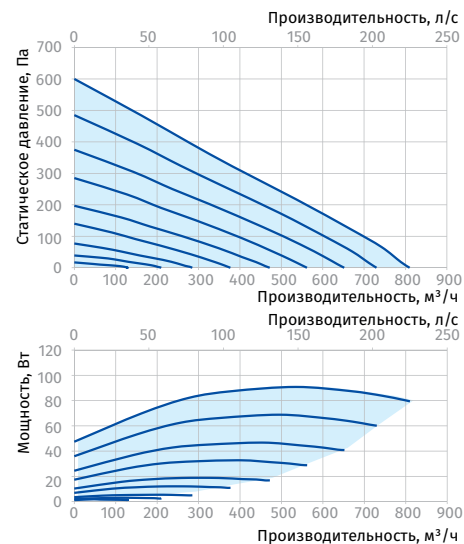 Производительность, л/с
0 50 100 150 200 250
Статическое давление, Па
700
600
500
400
300
200
100
0
0 100 200 300 400 500 600 700 800 900
Производительность, м³/ч
Производительность, л/с
0 50 100 150 200 250
Мощность, Вт
120
100
80
60
40
20
0
0 100 200 300 400 500 600 700 800 900
Производительность, м³/ч